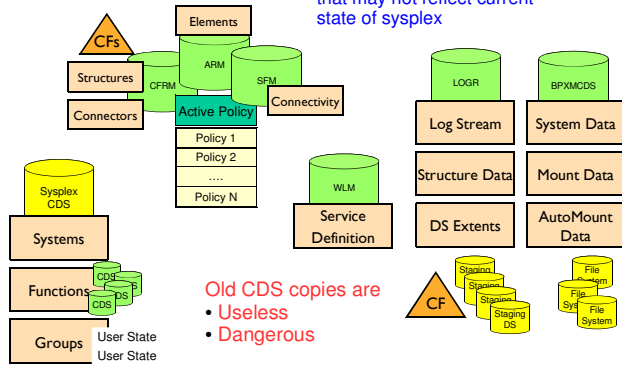 that may not reflect current
state of sysplex
Elements
CFs
ARM
Structures
CFRM
SFM
Connectivity
Connectors
Active Policy
Policy 1
Policy 2
....
Policy N
LOGR
BPXMCDS
Log Stream
System Data
Structure Data
Mount Data
DS Extents
AutoMount
Data
WLM
Service
Definition
Sysplex
CDS
Systems
Functions
CDS
DS
DS
CDS
Groups
User State
User State
Old CDS copies are
• Useless
• Dangerous
CF
Staging
Staging
Staging
Staging
DS
File
System
File
Sys
File
System